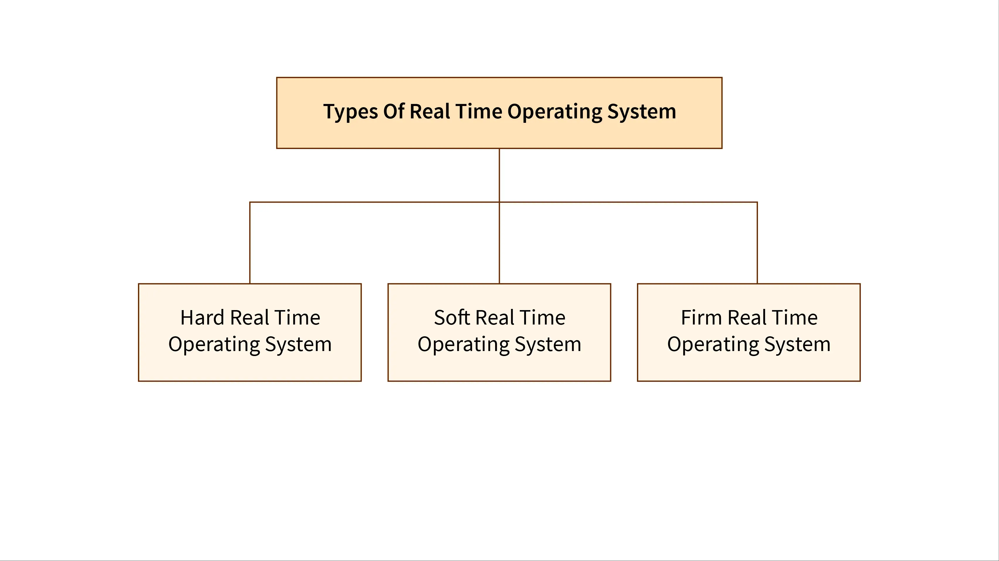 Types Of Real Time Operating System
Hard Real Time
Operating System
Soft Real Time
Operating System
Firm Real Time
Operating System